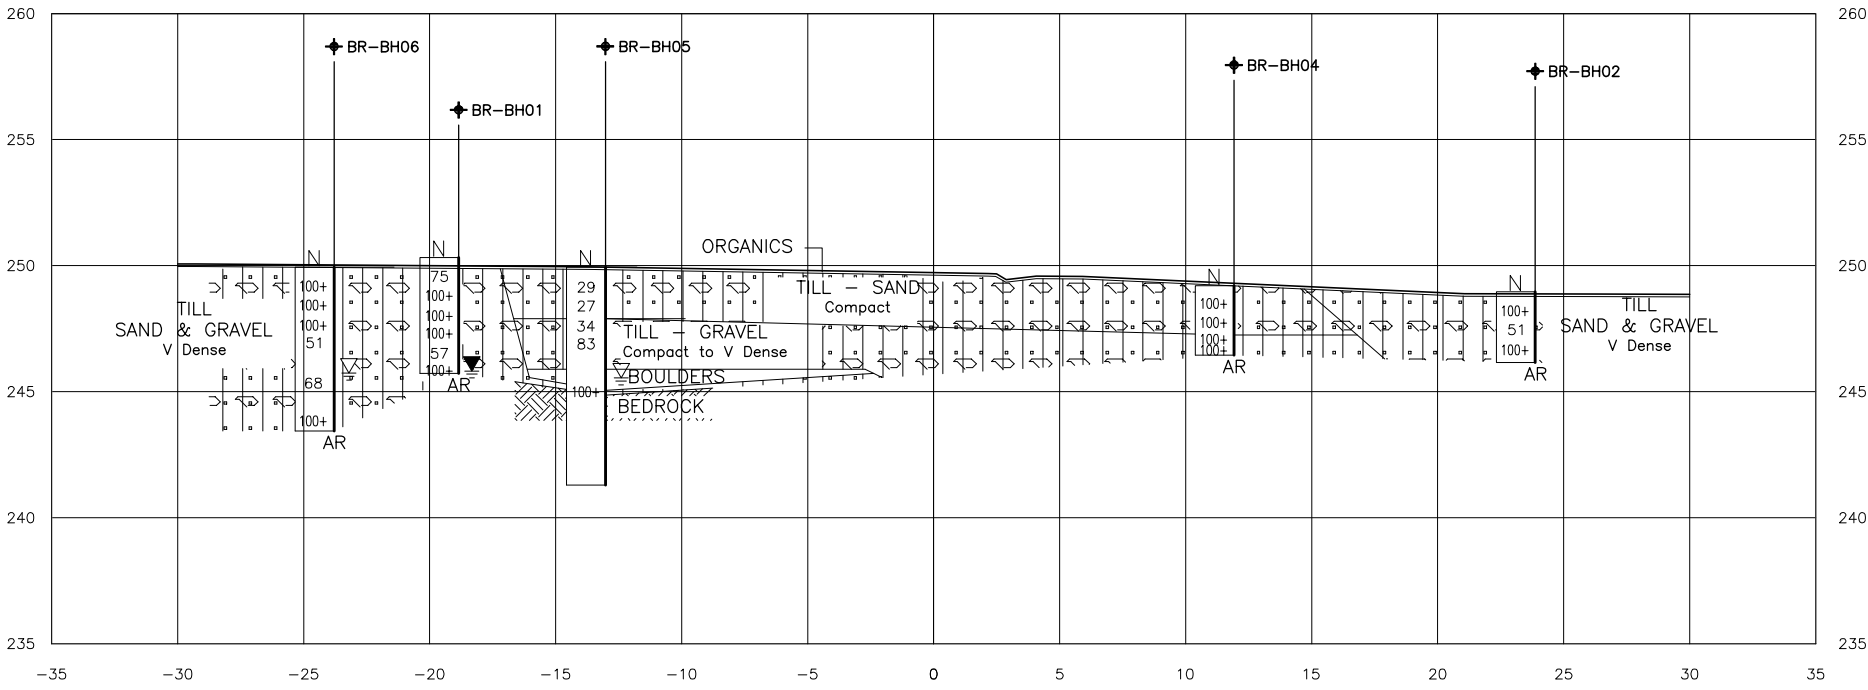 260
260
BR-BH06
BR-BH05
BR-BH04
BR-BH02
BR-BH01
255
255
250
250
N
N
N
N
N
ORGANICS
TILL
SAND & GRAVEL
V Dense
100+
100+
100+
51
68
100+
AR
75
100+
100+
100+
57
100+
AR
29
27
34
83
100+
TILL - SAND
Compact
TILL - GRAVEL
Compact to V Dense
BOULDERS
BEDROCK
100+
100+
100+
100+
AR
100+
51
100+
AR
TILL
SAND & GRAVEL
V Dense
245
245
240
240
235
235
-35 -30 -25 -20 -15 -10 -5 0 5 10 15 20 25 30 35